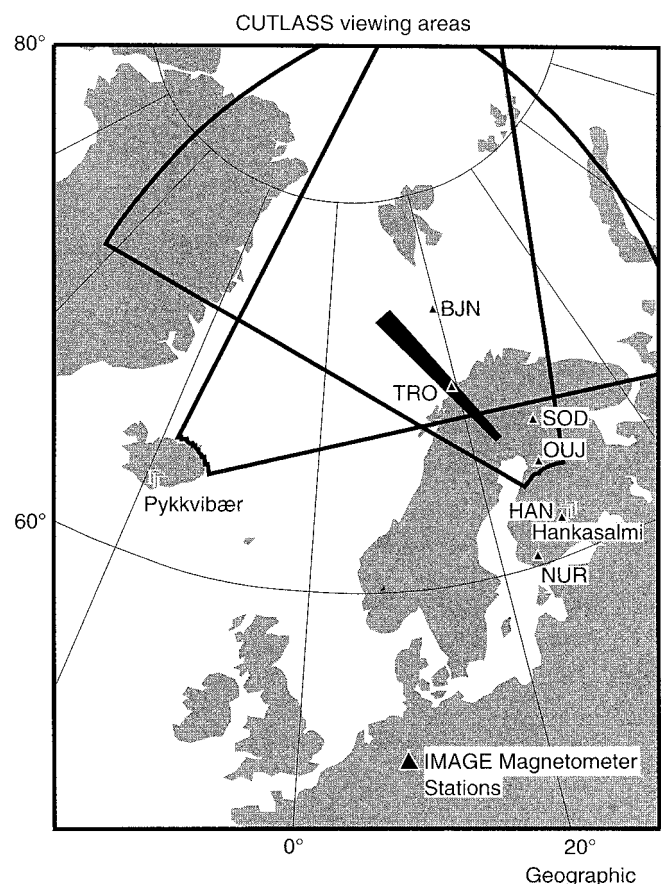 CUTLASS viewing areas
80°
BJN
TRO
SOD
OUJ
Pykkvibær
HAN
Hankasalmi
60°
NUR
IMAGE Magnetometer
Stations
0°
20°
Geographic